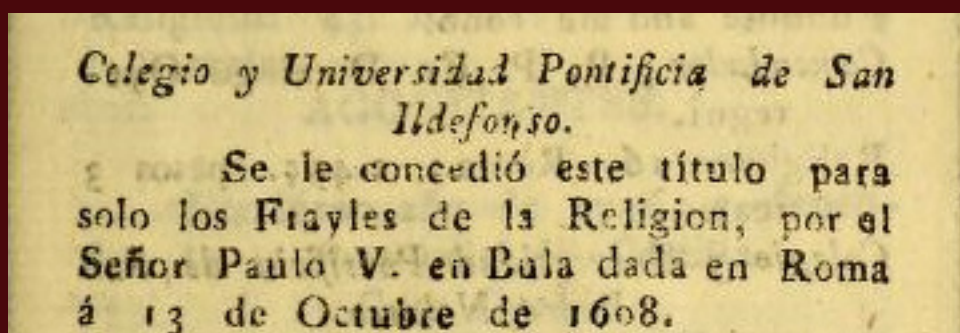 Colegio y Universidad Pontificia de San
Ildefonso.
Se le concedió este título para
solo los Frayles de la Religion, por el
Señor Paulo V. en Bula dada en Roma
á 13 de Octubre de 1608.